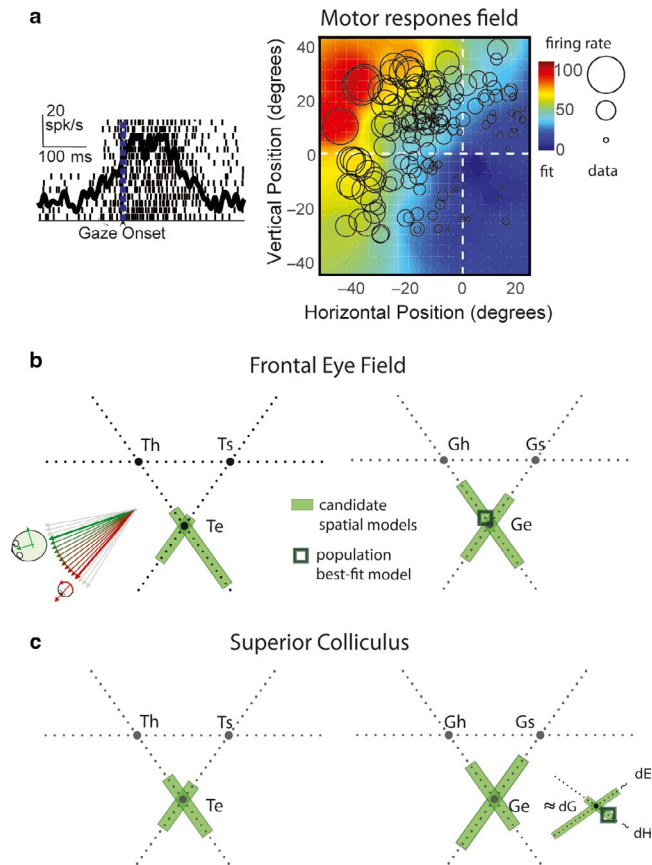 a
Motor respones field
20
spk/s
100 ms
Gaze Onset
Vertical Position (degrees)
40
20
0
−20
−40
−40
−20
0
20
Horizontal Position (degrees)
firing rate
100
50
0
fit
data
b
Frontal Eye Field
Th
Ts
Te
candidate
spatial models
population
best-fit model
Gh
Gs
Ge
c
Superior Colliculus
Th
Ts
Te
Gh
Gs
Ge
≈ dG
dE
dH